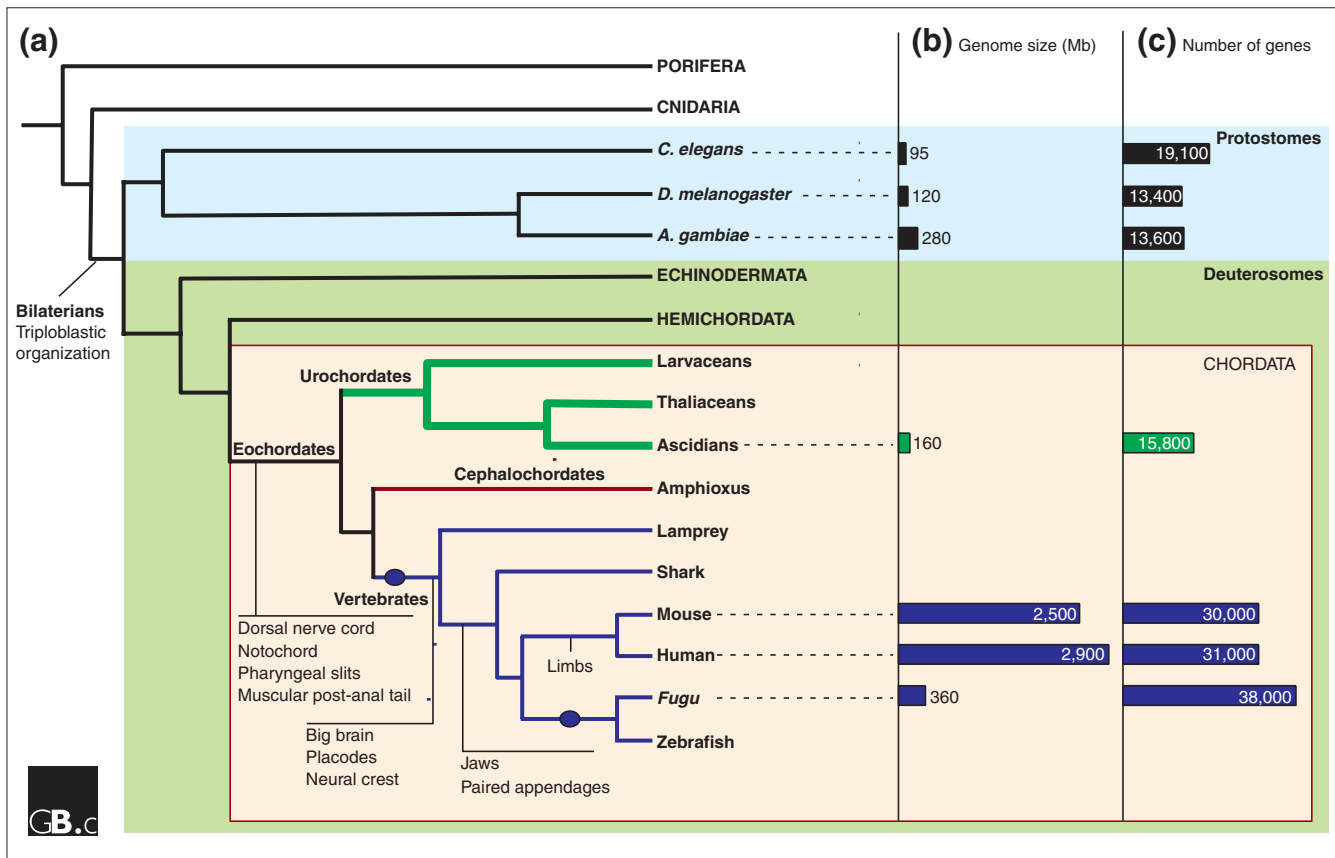 (a)
(b) Genome size (Mb)
(c) Number of genes
PORIFERA
CNIDARIA
Protostomes
C. elegans
95
19,100
D. melanogaster
120
13,400
A. gambiae
280
13,600
Bilaterians
Triploblastic
organization
ECHINODERMATA
Deuterosomes
HEMICHORDATA
CHORDATA
Urochordates
Larvaceans
Thaliaceans
Ascidians
160
15,800
Eochordates
Cephalochordates
Amphioxus
Lamprey
Vertebrates
Shark
Mouse
2,500
30,000
Limbs
Human
2,900
31,000
Fugu
360
38,000
Zebrafish
Dorsal nerve cord
Notochord
Pharyngeal slits
Muscular post-anal tail
Big brain
Placodes
Neural crest
Jaws
Paired appendages
GB.c